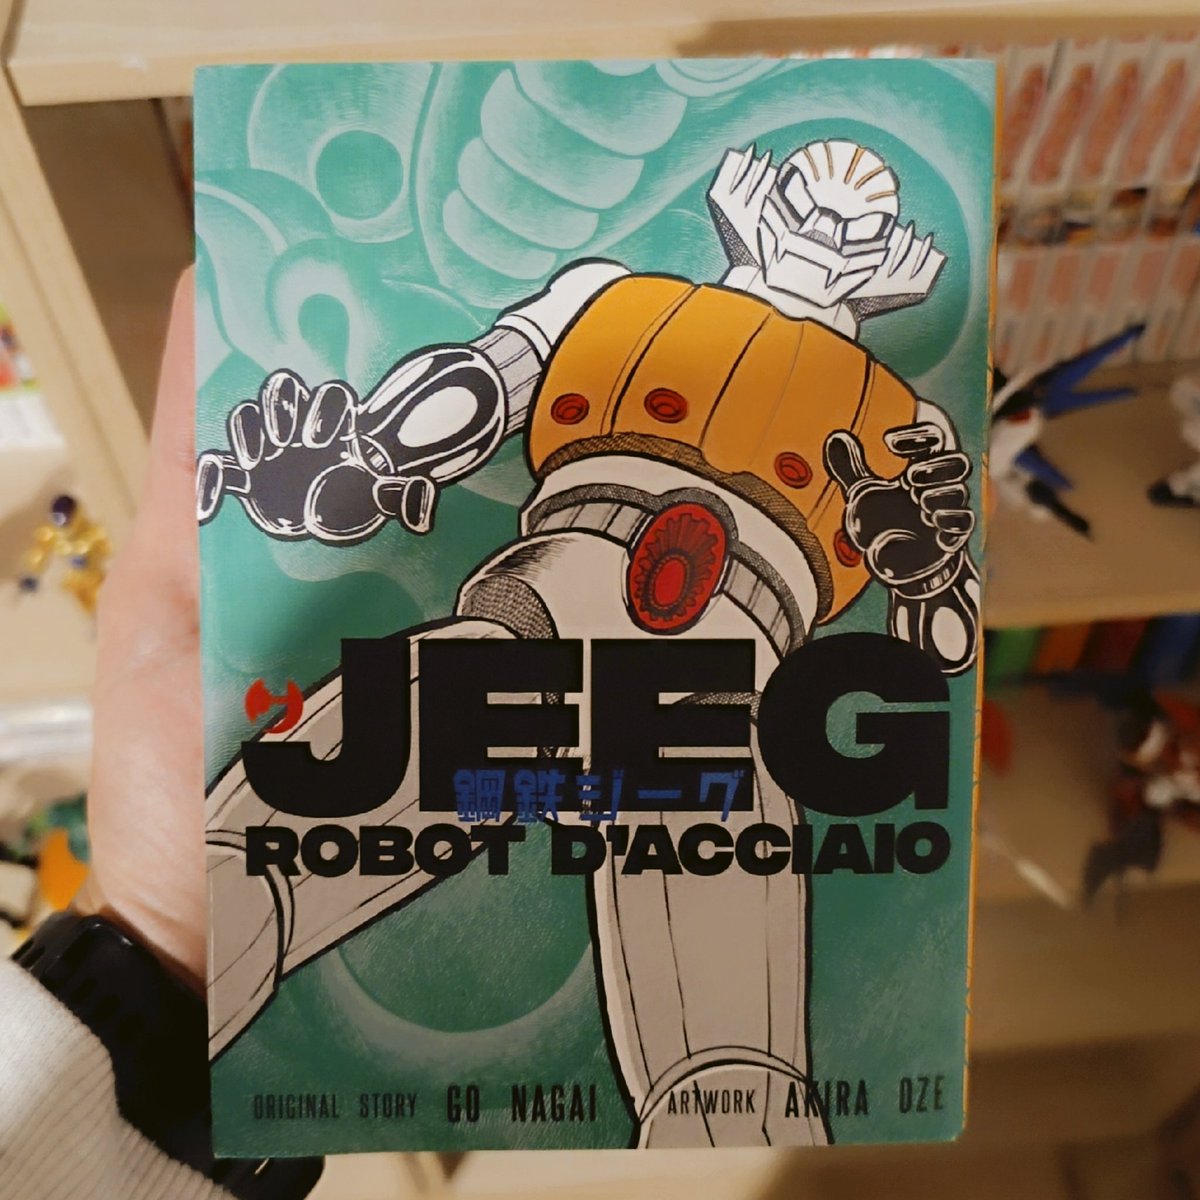 JEEG
鋼鉄ジーグ
ROBOT D'ACCIAIO
ORIGINAL STORY GO NAGAI • ARTWORK AKIRA OZE